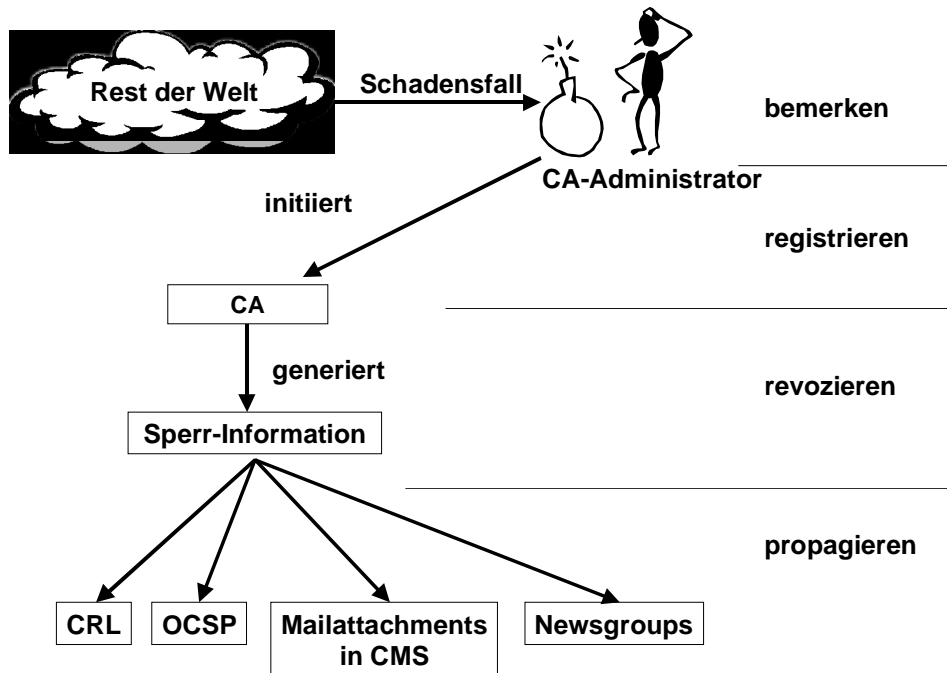 Rest der Welt
Schadensfall
bemerken
CA-Administrator
initiiert
registrieren
CA
generiert
revozieren
Sperr-Information
propagieren
CRL
OCSP
Mailattachments
in CMS
Newsgroups